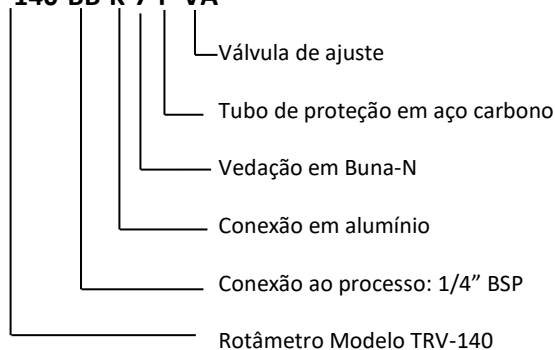 Válvula de ajuste
Tubo de proteção em aço carbono
Vedação em Buna-N
Conexão em alumínio
Conexão ao processo: 1/4” BSP
Rotâmetro Modelo TRV-140